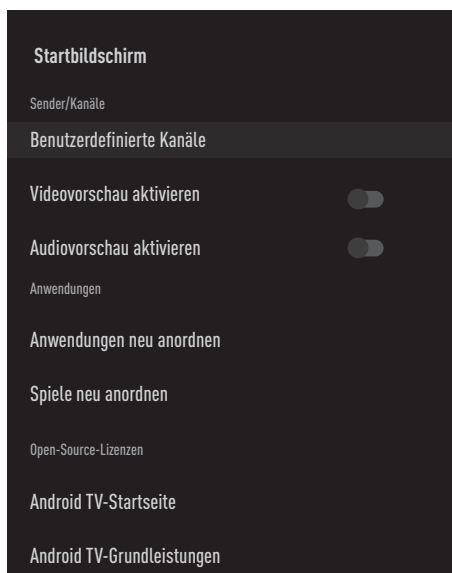 Startbildschirm
Sender/Kanäle
Benutzerdefinierte Kanäle
Videovorschau aktivieren
Audiovorschau aktivieren
Anwendungen
Anwendungen neu anordnen
Spiele neu anordnen
Open-Source-Lizenzen
Android TV-Startseite
Android TV-Grundleistungen